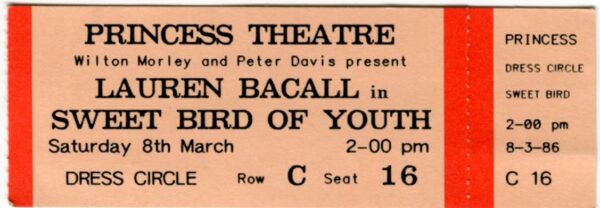 PRINCESS THEATRE
Wilton Morley and Peter Davis present
LAUREN BACALL in
SWEET BIRD OF YOUTH
Saturday 8th March 2-00 pm
DRESS CIRCLE Row C Seat 16
PRINCESS
DRESS CIRCLE
SWEET BIRD
2-00 pm
8-3-86
C 16